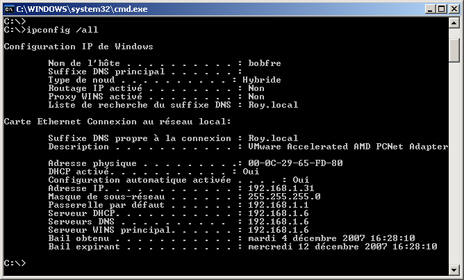 C:\WINDOWS\system32\cmd.exe
C:\>
C:\>ipconfig /all
Configuration IP de Windows
Nom de l'hôte . . . . . . . . . . : bobfre
Suffixe DNS principal . . . . . . :
Type de noud . . . . . . . . . . : Hybride
Routage IP activé . . . . . . . . : Non
Proxy WINS activé . . . . . . . . : Non
Liste de recherche du suffixe DNS : Roy.local
Carte Ethernet Connexion au réseau local:
Suffixe DNS propre à la connexion : Roy.local
Description . . . . . . . . . . . : VMware Accelerated AMD PCNet Adapter
Adresse physique . . . . . . . . . : 00-0C-29-65-FD-80
DHCP activé. . . . . . . . . . . : Oui
Configuration automatique activée . . . . : Oui
Adresse IP. . . . . . . . . . . . : 192.168.1.31
Masque de sous-réseau . . . . . . : 255.255.255.0
Passerelle par défaut . . . . . . : 192.168.1.1
Serveur DHCP. . . . . . . . . . . : 192.168.1.6
Serveurs DNS . . . . . . . . . . : 192.168.1.6
Serveur WINS principal. . . . . . : 192.168.1.6
Bail obtenu . . . . . . . . . . . : mardi 4 décembre 2007 16:28:10
Bail expirant . . . . . . . . . . : mercredi 12 décembre 2007 16:28:10
C:\>